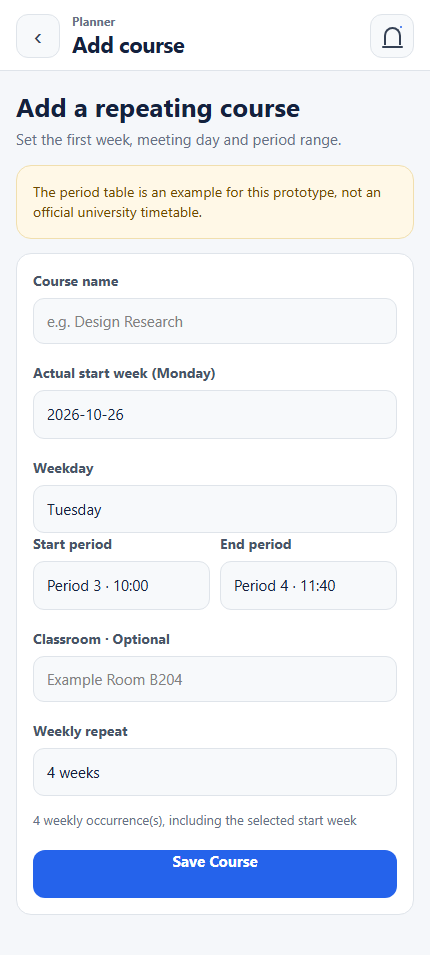 Planner
Add course
Add a repeating course
Set the first week, meeting day and period range.
The period table is an example for this prototype, not an
official university timetable.
Course name
e.g. Design Research
Actual start week (Monday)
2026-10-26
Weekday
Tuesday
Start period
End period
Period 3 · 10:00
Period 4 · 11:40
Classroom · Optional
Example Room B204
Weekly repeat
4 weeks
4 weekly occurrence(s), including the selected start week
Save Course